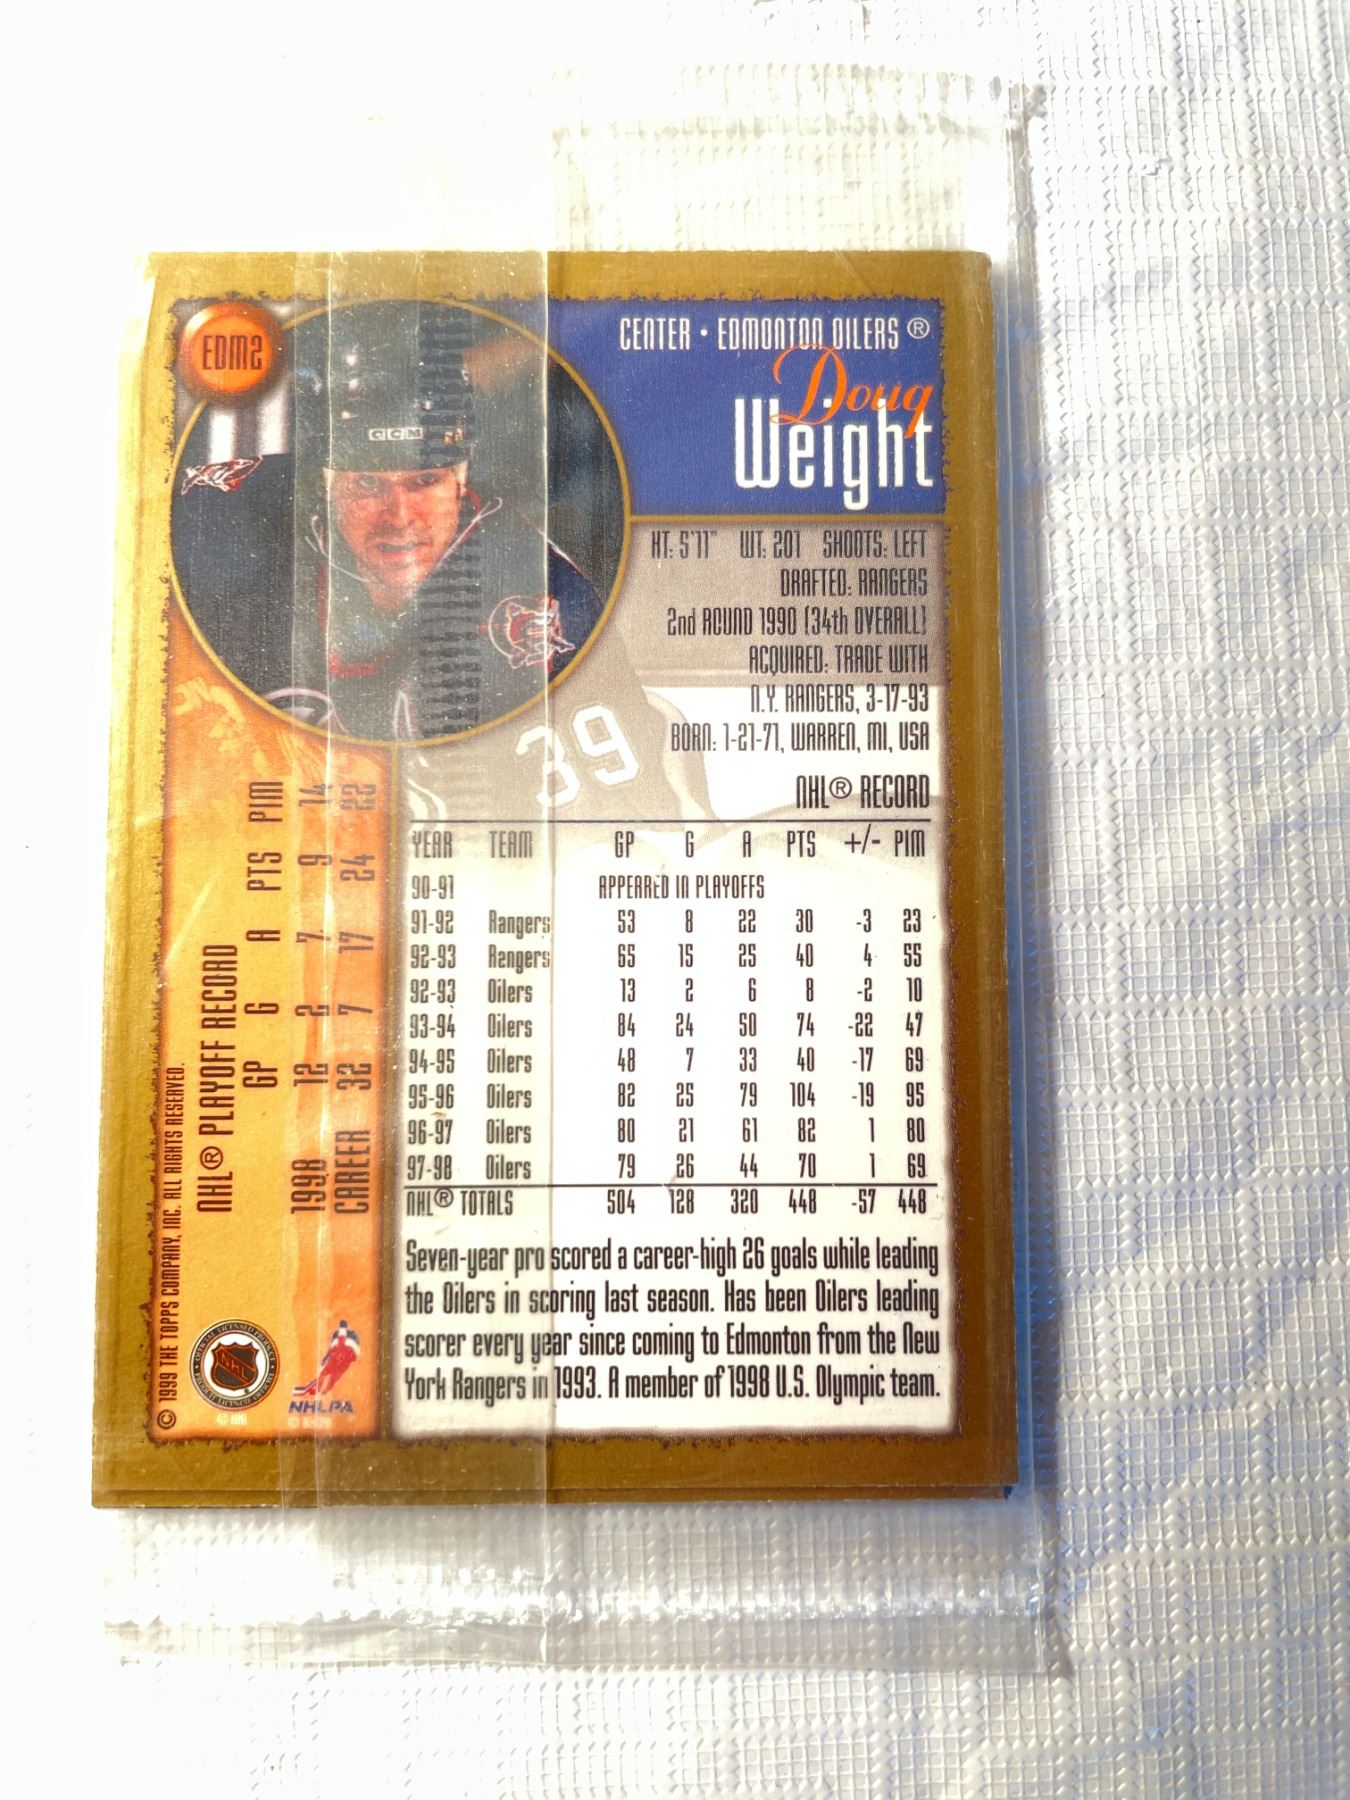 EDM2
CENTER • EDMONTON OILERS ®
Doug
Weight
CCM
HT: 5'11" WT: 201 SHOOTS: LEFT
DRAFTED: RANGERS
2nd ROUND 1990 (34th OVERALL)
ACQUIRED: TRADE WITH
N.Y. RANGERS, 3-17-93
BORN: 1-21-71, WARREN, MI, USA
39
NHL® RECORD
YEAR TEAM GP G A PTS +/- PIM
90-91 APPEARED IN PLAYOFFS
91-92 Rangers 53 8 22 30 -3 23
92-93 Rangers 65 15 25 40 4 55
92-93 Oilers 13 2 6 8 -2 10
93-94 Oilers 84 24 50 74 -22 47
94-95 Oilers 48 7 33 40 -17 69
95-96 Oilers 82 25 79 104 -19 95
96-97 Oilers 80 21 61 82 1 80
97-98 Oilers 79 26 44 70 1 69
NHL® TOTALS 504 128 320 448 -57 448
Seven-year pro scored a career-high 26 goals while leading
the Oilers in scoring last season. Has been Oilers leading
scorer every year since coming to Edmonton from the New
York Rangers in 1993. A member of 1998 U.S. Olympic team.
NHL® PLAYOFF RECORD
GP G A PTS PIM
1998 12 2 7 9 14
CAREER 32 7 17 24 22
© 1999 THE TOPPS COMPANY, INC. ALL RIGHTS RESERVED.
NHL
© NHL
NHLPA
© NHLPA